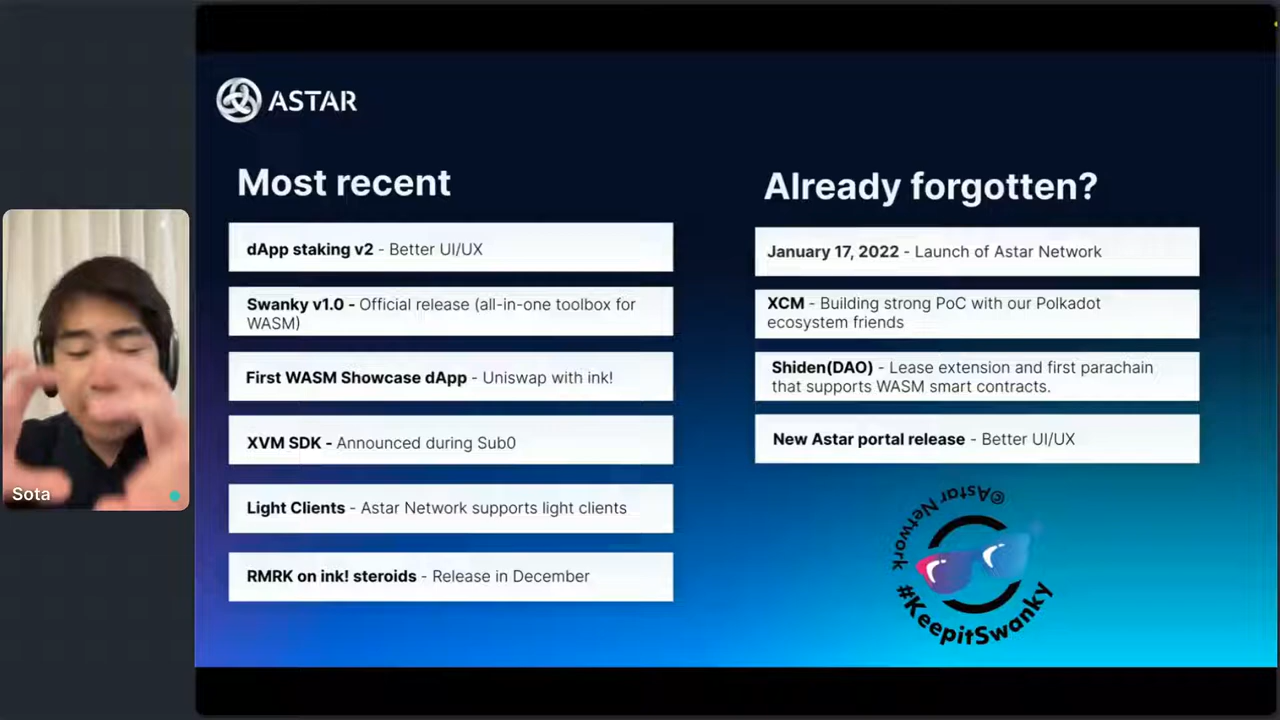 ASTAR
Most recent
dApp staking v2 - Better UI/UX
Swanky v1.0 - Official release (all-in-one toolbox for
WASM)
First WASM Showcase dApp - Uniswap with ink!
XVM SDK - Announced during Sub0
Light Clients - Astar Network supports light clients
RMRK on ink! steroids - Release in December
Already forgotten?
January 17, 2022 - Launch of Astar Network
XCM - Building strong PoC with our Polkadot
ecosystem friends
Shiden(DAO) - Lease extension and first parachain
that supports WASM smart contracts.
New Astar portal release - Better UI/UX
©Astar Network
#KeepitSwanky
Sota